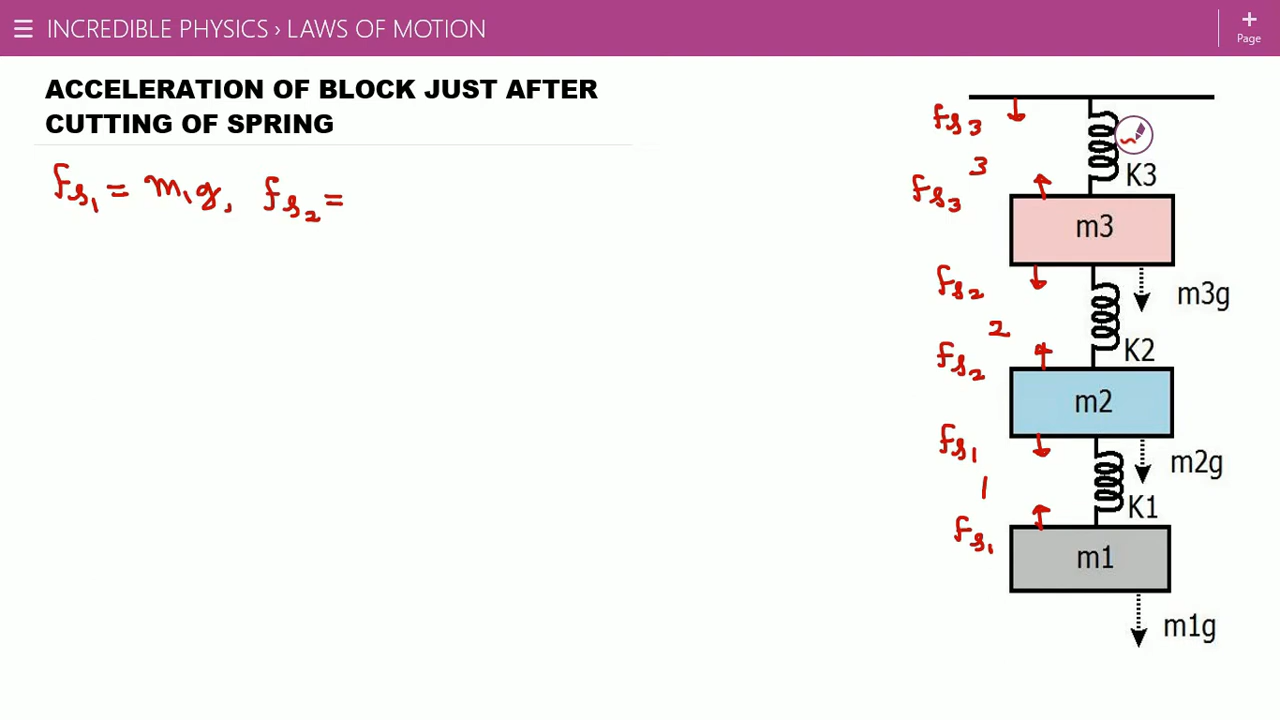 ☰ INCREDIBLE PHYSICS › LAWS OF MOTION
+
Page
ACCELERATION OF BLOCK JUST AFTER
CUTTING OF SPRING
fs₁ = m₁g, fs₂ =
fs₃
3
K3
fs₃
m3
fs₂
m3g
2
K2
fs₂
m2
fs₁
m2g
1
K1
fs₁
m1
m1g